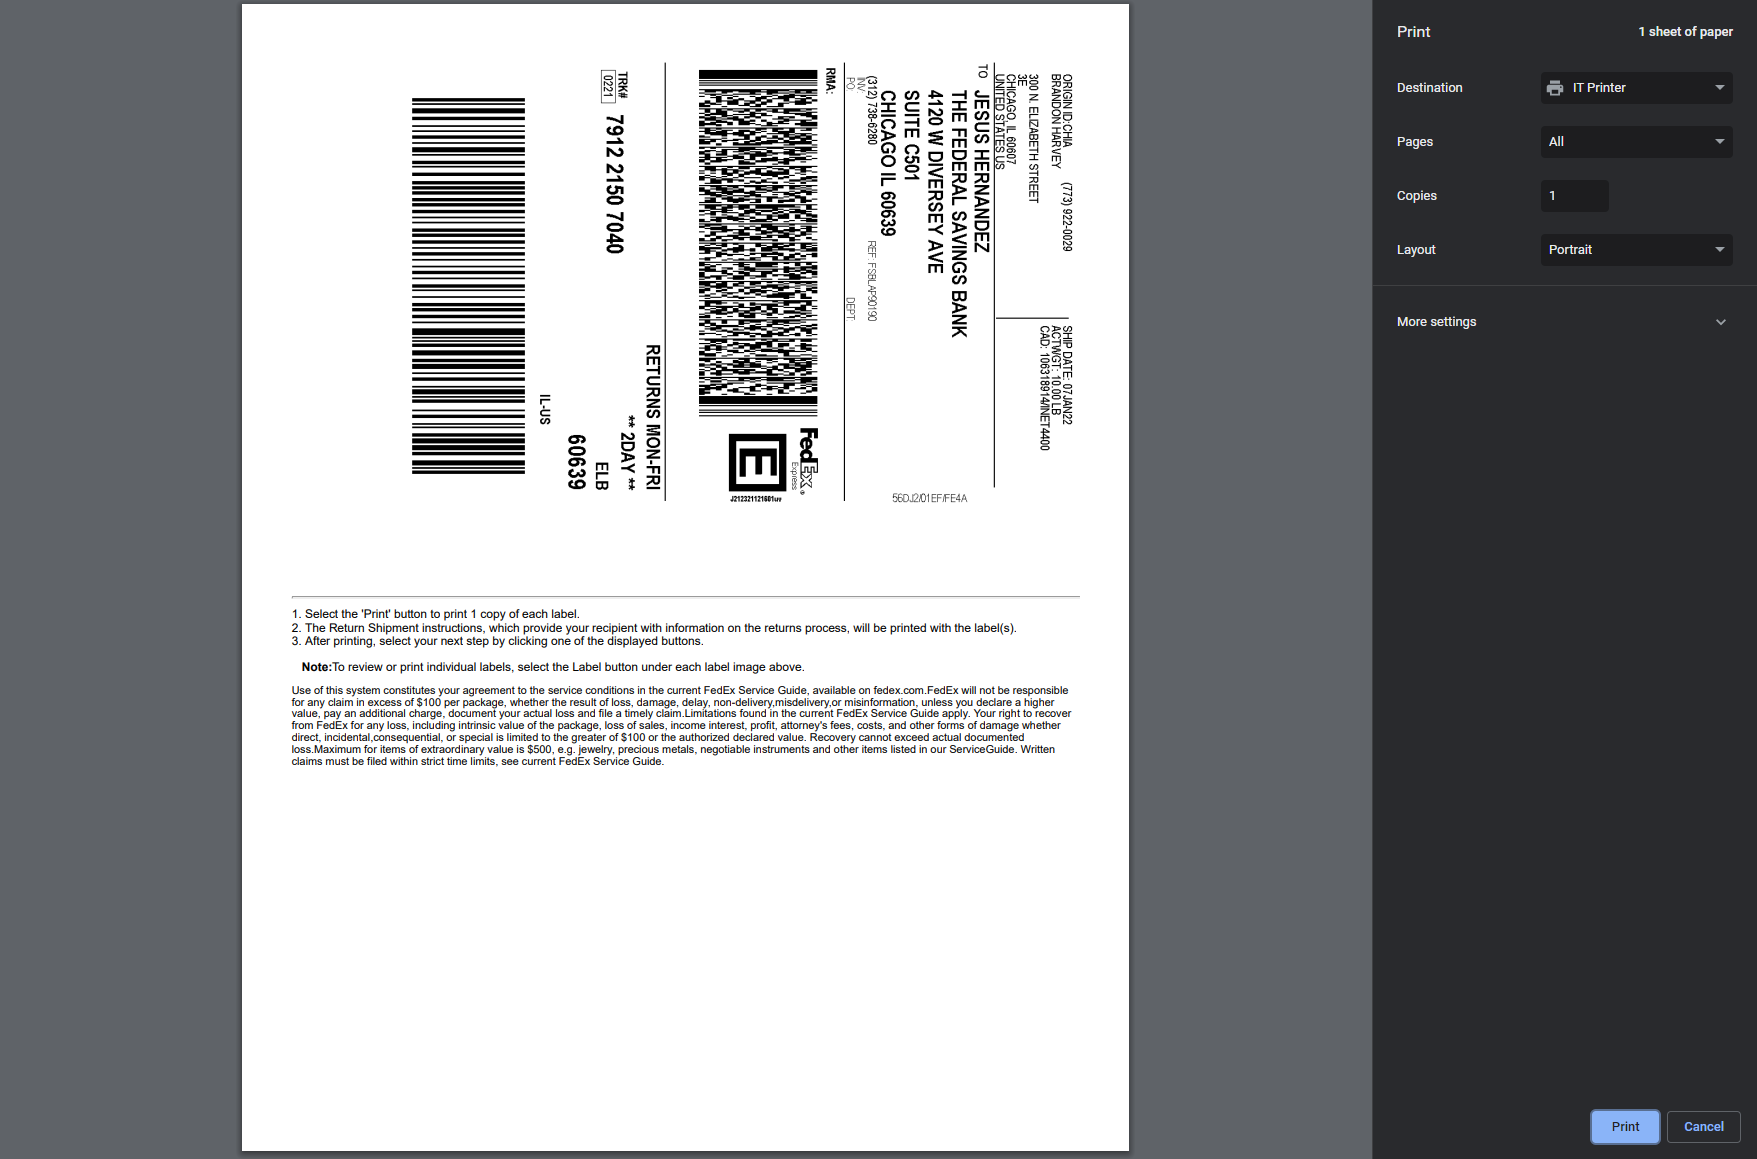 ORIGIN ID:CHIA (773) 922-0029
BRANDON HARVEY
300 N. ELIZABETH STREET
3E
CHICAGO, IL 60607
UNITED STATES US
SHIP DATE: 07JAN22
ACTWGT: 10.00 LB
CAD: 106318914/INET4400
TO JESUS HERNANDEZ
THE FEDERAL SAVINGS BANK
4120 W DIVERSEY AVE
SUITE C501
CHICAGO IL 60639
(312) 738-6280 REF: FSBLAP90190
INV:
PO: DEPT:
56DJ2/01EF/FE4A
RMA:
FedEx®
Express
E
J212321121601uv
RETURNS MON-FRI
TRK# ** 2DAY **
0221 7912 2150 7040 ELB
60639
IL-US
1. Select the 'Print' button to print 1 copy of each label.
2. The Return Shipment instructions, which provide your recipient with information on the returns process, will be printed with the label(s).
3. After printing, select your next step by clicking one of the displayed buttons.
Note:To review or print individual labels, select the Label button under each label image above.
Use of this system constitutes your agreement to the service conditions in the current FedEx Service Guide, available on fedex.com.FedEx will not be responsible
for any claim in excess of $100 per package, whether the result of loss, damage, delay, non-delivery,misdelivery,or misinformation, unless you declare a higher
value, pay an additional charge, document your actual loss and file a timely claim.Limitations found in the current FedEx Service Guide apply. Your right to recover
from FedEx for any loss, including intrinsic value of the package, loss of sales, income interest, profit, attorney's fees, costs, and other forms of damage whether
direct, incidental,consequential, or special is limited to the greater of $100 or the authorized declared value. Recovery cannot exceed actual documented
loss.Maximum for items of extraordinary value is $500, e.g. jewelry, precious metals, negotiable instruments and other items listed in our ServiceGuide. Written
claims must be filed within strict time limits, see current FedEx Service Guide.
Print 1 sheet of paper
Destination IT Printer
Pages All
Copies 1
Layout Portrait
More settings
Print Cancel